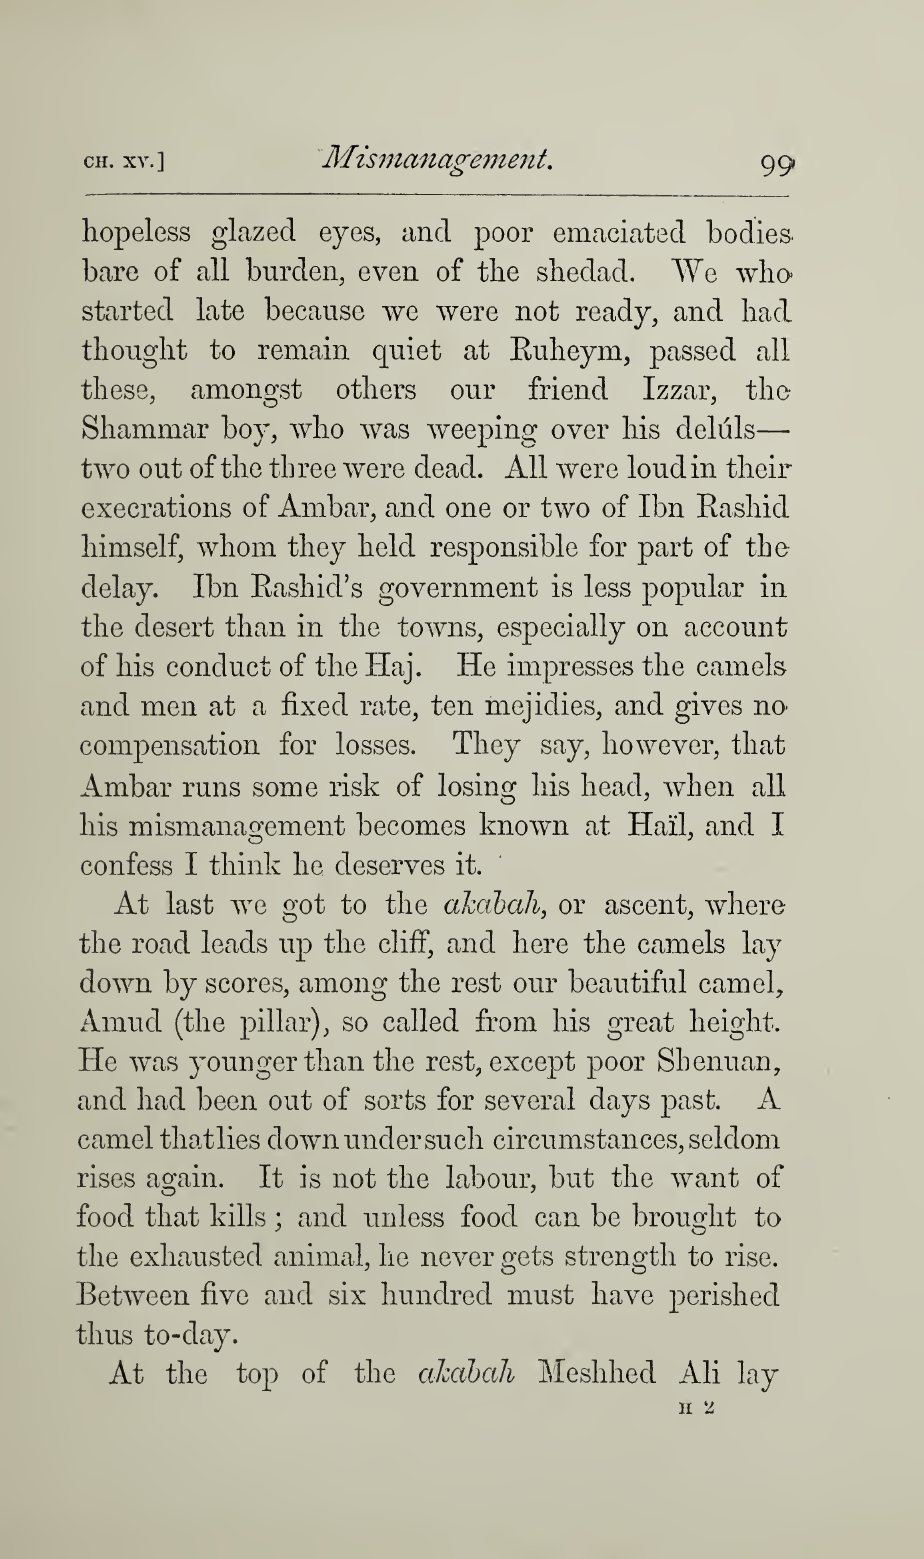 CH. XV.] Mismanagement. 99
hopeless glazed eyes, and poor emaciated bodies
bare of all burden, even of the shedad. We who
started late because we were not ready, and had
thought to remain quiet at Ruheym, passed all
these, amongst others our friend Izzar, the
Shammar boy, who was weeping over his delúls—
two out of the three were dead. All were loud in their
execrations of Ambar, and one or two of Ibn Rashid
himself, whom they held responsible for part of the
delay. Ibn Rashid's government is less popular in
the desert than in the towns, especially on account
of his conduct of the Haj. He impresses the camels
and men at a fixed rate, ten mejidies, and gives no
compensation for losses. They say, however, that
Ambar runs some risk of losing his head, when all
his mismanagement becomes known at Haïl, and I
confess I think he deserves it.
At last we got to the akabah, or ascent, where
the road leads up the cliff, and here the camels lay
down by scores, among the rest our beautiful camel,
Amud (the pillar), so called from his great height.
He was younger than the rest, except poor Shenuan,
and had been out of sorts for several days past. A
camel that lies down under such circumstances, seldom
rises again. It is not the labour, but the want of
food that kills; and unless food can be brought to
the exhausted animal, he never gets strength to rise.
Between five and six hundred must have perished
thus to-day.
At the top of the akabah Meshhed Ali lay
H 2